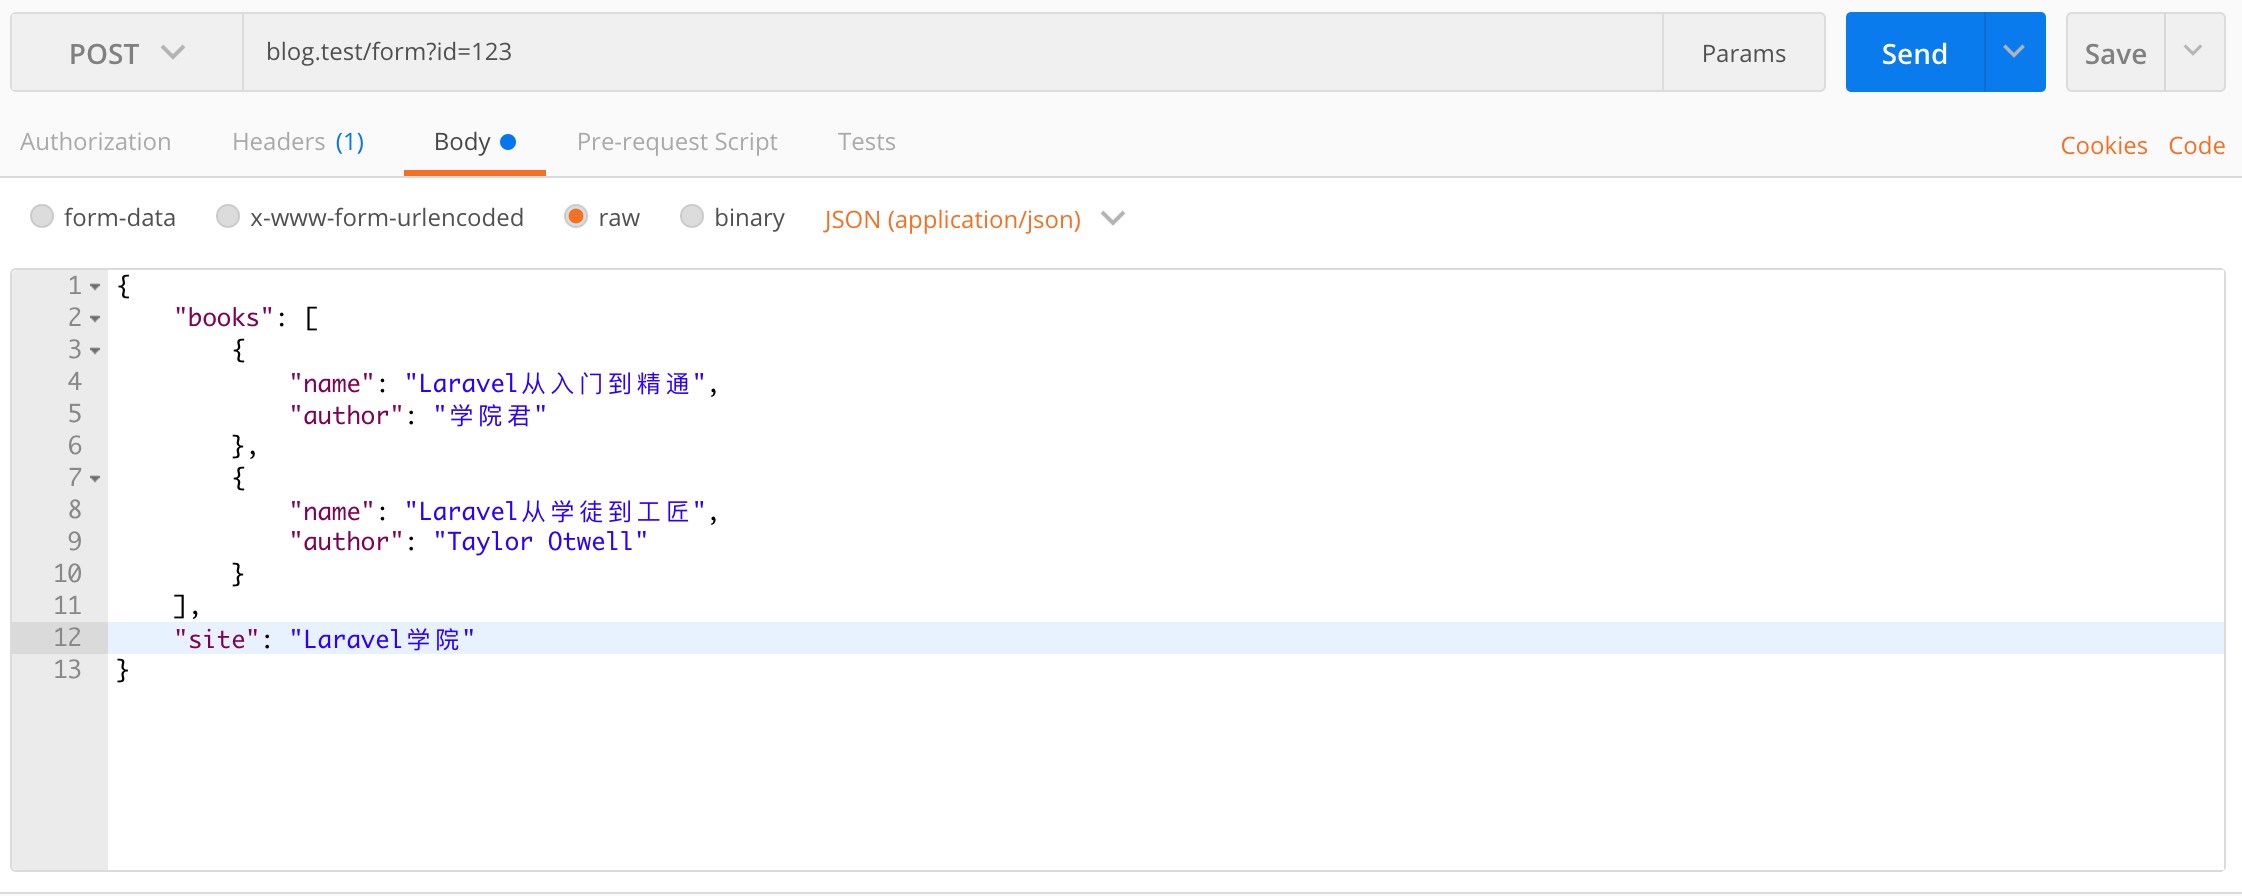 POST blog.test/form?id=123 Params Send Save
Authorization Headers (1) Body Pre-request Script Tests Cookies Code
form-data x-www-form-urlencoded raw binary JSON (application/json)
1 {
2 "books": [
3 {
4 "name": "Laravel从入门到精通",
5 "author": "学院君"
6 },
7 {
8 "name": "Laravel从学徒到工匠",
9 "author": "Taylor Otwell"
10 }
11 ],
12 "site": "Laravel学院"
13 }